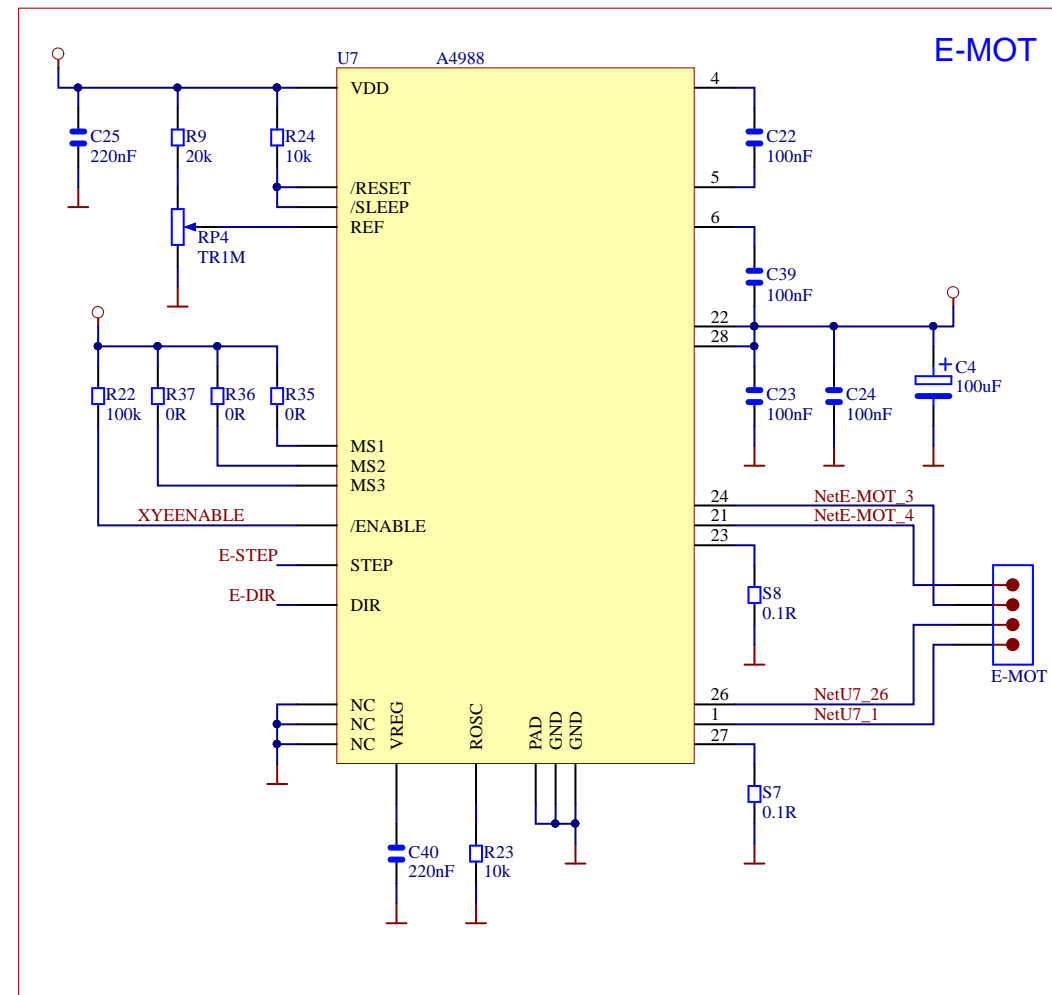 E-MOT
U7
A4988
VDD
4
C25
220nF
R9
20k
R24
10k
C22
100nF
/RESET
/SLEEP
REF
5
6
RP4
TR1M
C39
100nF
22
28
R22
100k
R37
0R
R36
0R
R35
0R
C23
100nF
C24
100nF
+
C4
100uF
MS1
MS2
MS3
XYEENABLE
/ENABLE
24
NetE-MOT_3
21
NetE-MOT_4
23
E-STEP
STEP
E-DIR
DIR
S8
0.1R
E-MOT
NC
NC
NC
VREG
ROSC
PAD
GND
GND
26
NetU7_26
1
NetU7_1
27
S7
0.1R
C40
220nF
R23
10k